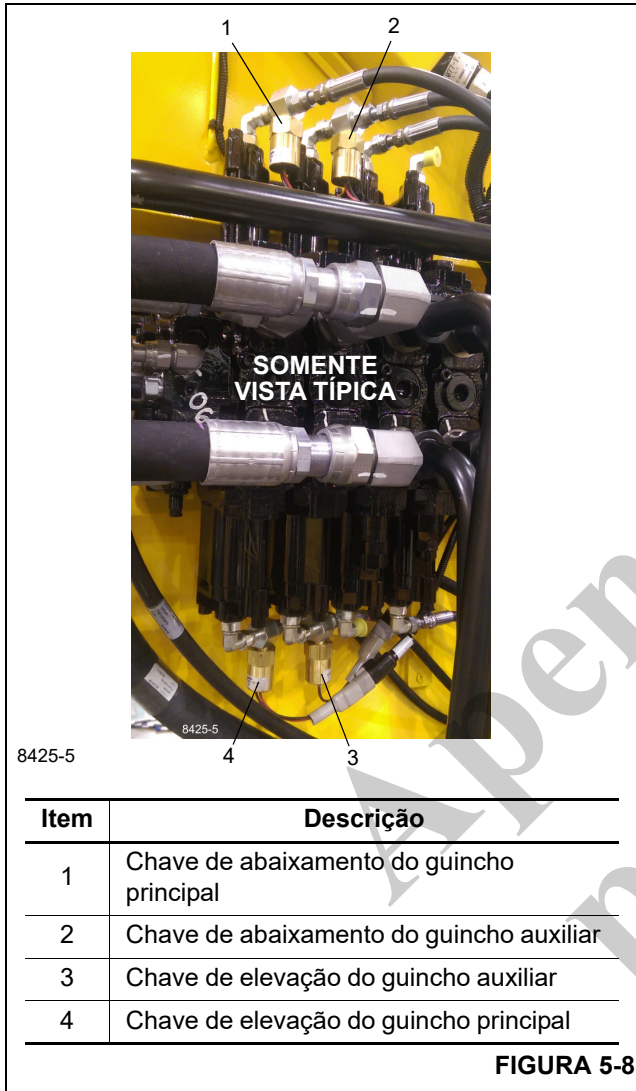 1 2
SOMENTE
VISTA TÍPICA
06
8425-5
8425-5
4 3
Item Descrição
1 Chave de abaixamento do guincho
principal
2 Chave de abaixamento do guincho auxiliar
3 Chave de elevação do guincho auxiliar
4 Chave de elevação do guincho principal
FIGURA 5-8